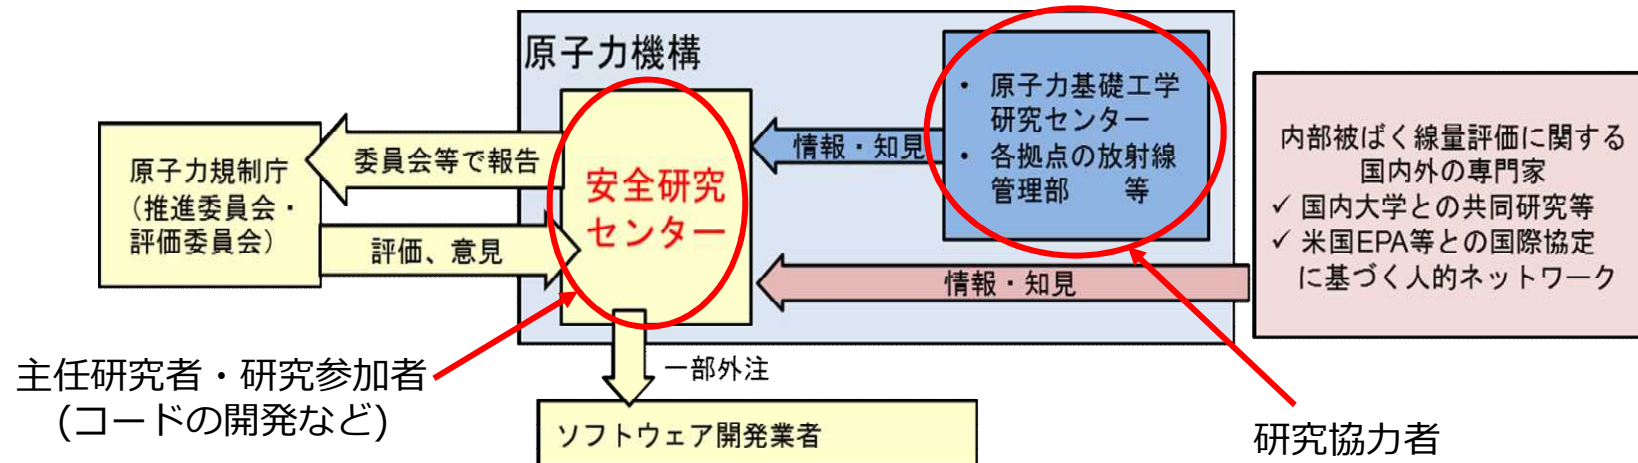 原子力機構
・ 原子力基礎工学
研究センター
・ 各拠点の放射線
管理部　等
情報・知見
安全研究
センター
委員会等で報告
評価、意見
原子力規制庁
（推進委員会・
評価委員会）
内部被ばく線量評価に関する
国内外の専門家
✓ 国内大学との共同研究等
✓ 米国EPA等との国際協定
に基づく人的ネットワーク
情報・知見
一部外注
主任研究者・研究参加者
(コードの開発など)
ソフトウェア開発業者
研究協力者